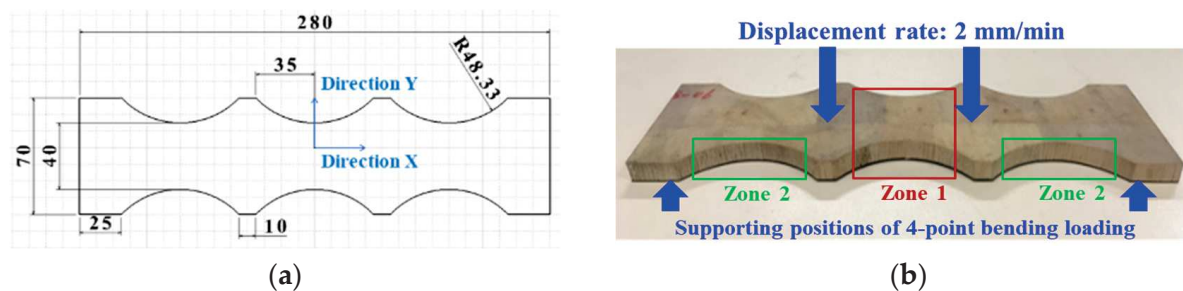 280
35
R48.33
Direction Y
70
40
Direction X
25
10
(a)
Displacement rate: 2 mm/min
Zone 2
Zone 1
Zone 2
Supporting positions of 4-point bending loading
(b)